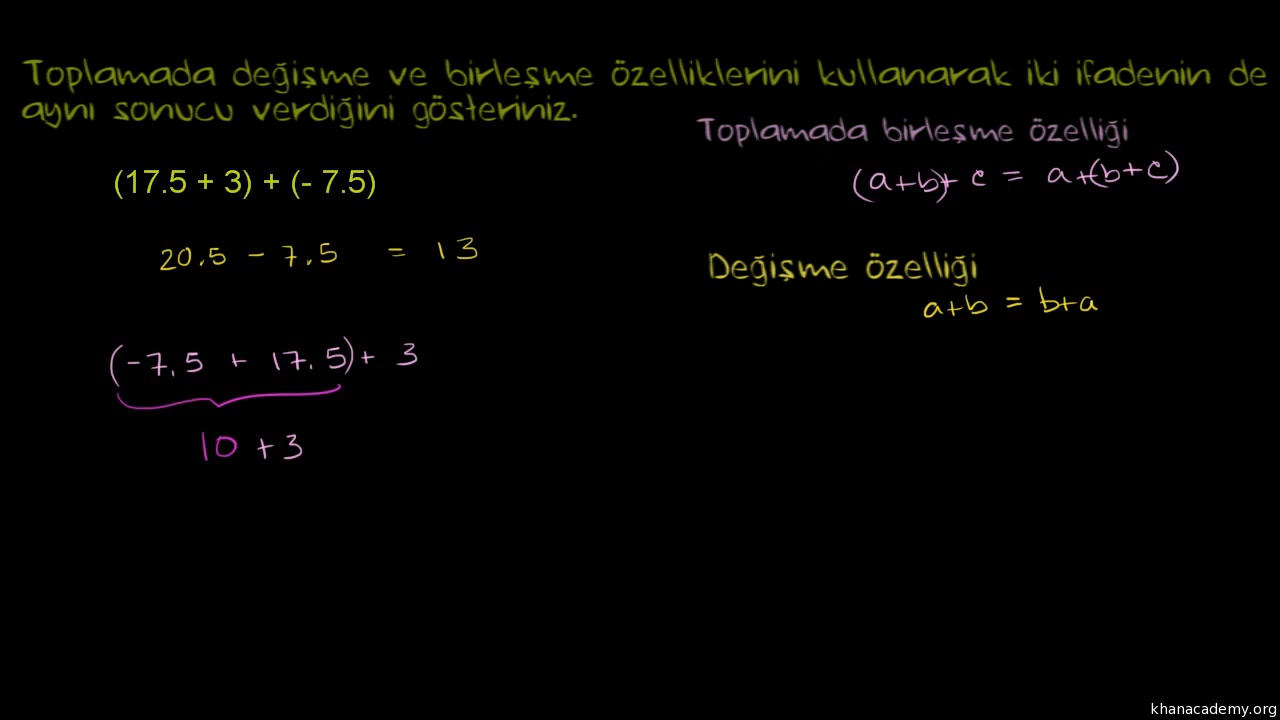 Toplamada değişme ve birleşme özelliklerini kullanarak iki ifadenin de
aynı sonucu verdiğini gösteriniz.
Toplamada birleşme özelliği
(a+b)+ c = a+(b+c)
(17.5 + 3) + (- 7.5)
20.5 - 7.5 = 13
Değişme özelliği
a+b = b+a
(-7.5 + 17.5)+ 3
10 +3
khanacademy.org